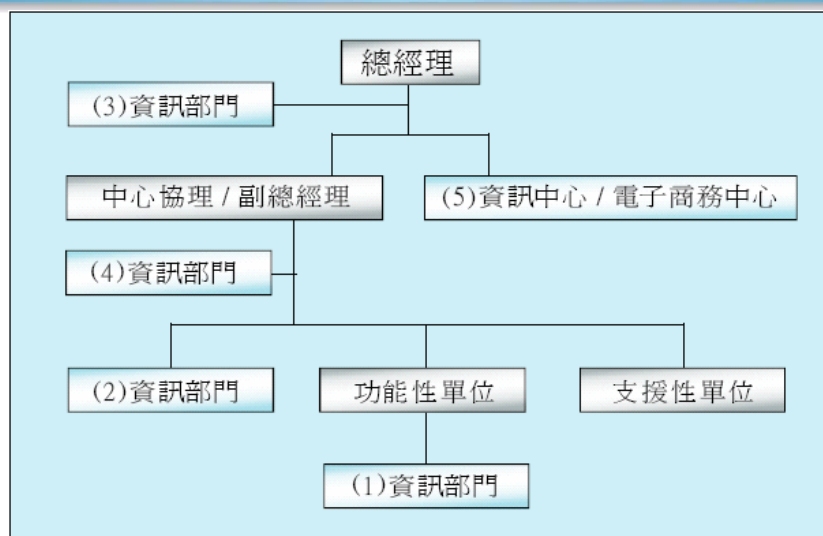 總經理
(3)資訊部門
中心協理 / 副總經理
(5)資訊中心 / 電子商務中心
(4)資訊部門
(2)資訊部門
功能性單位
支援性單位
(1)資訊部門